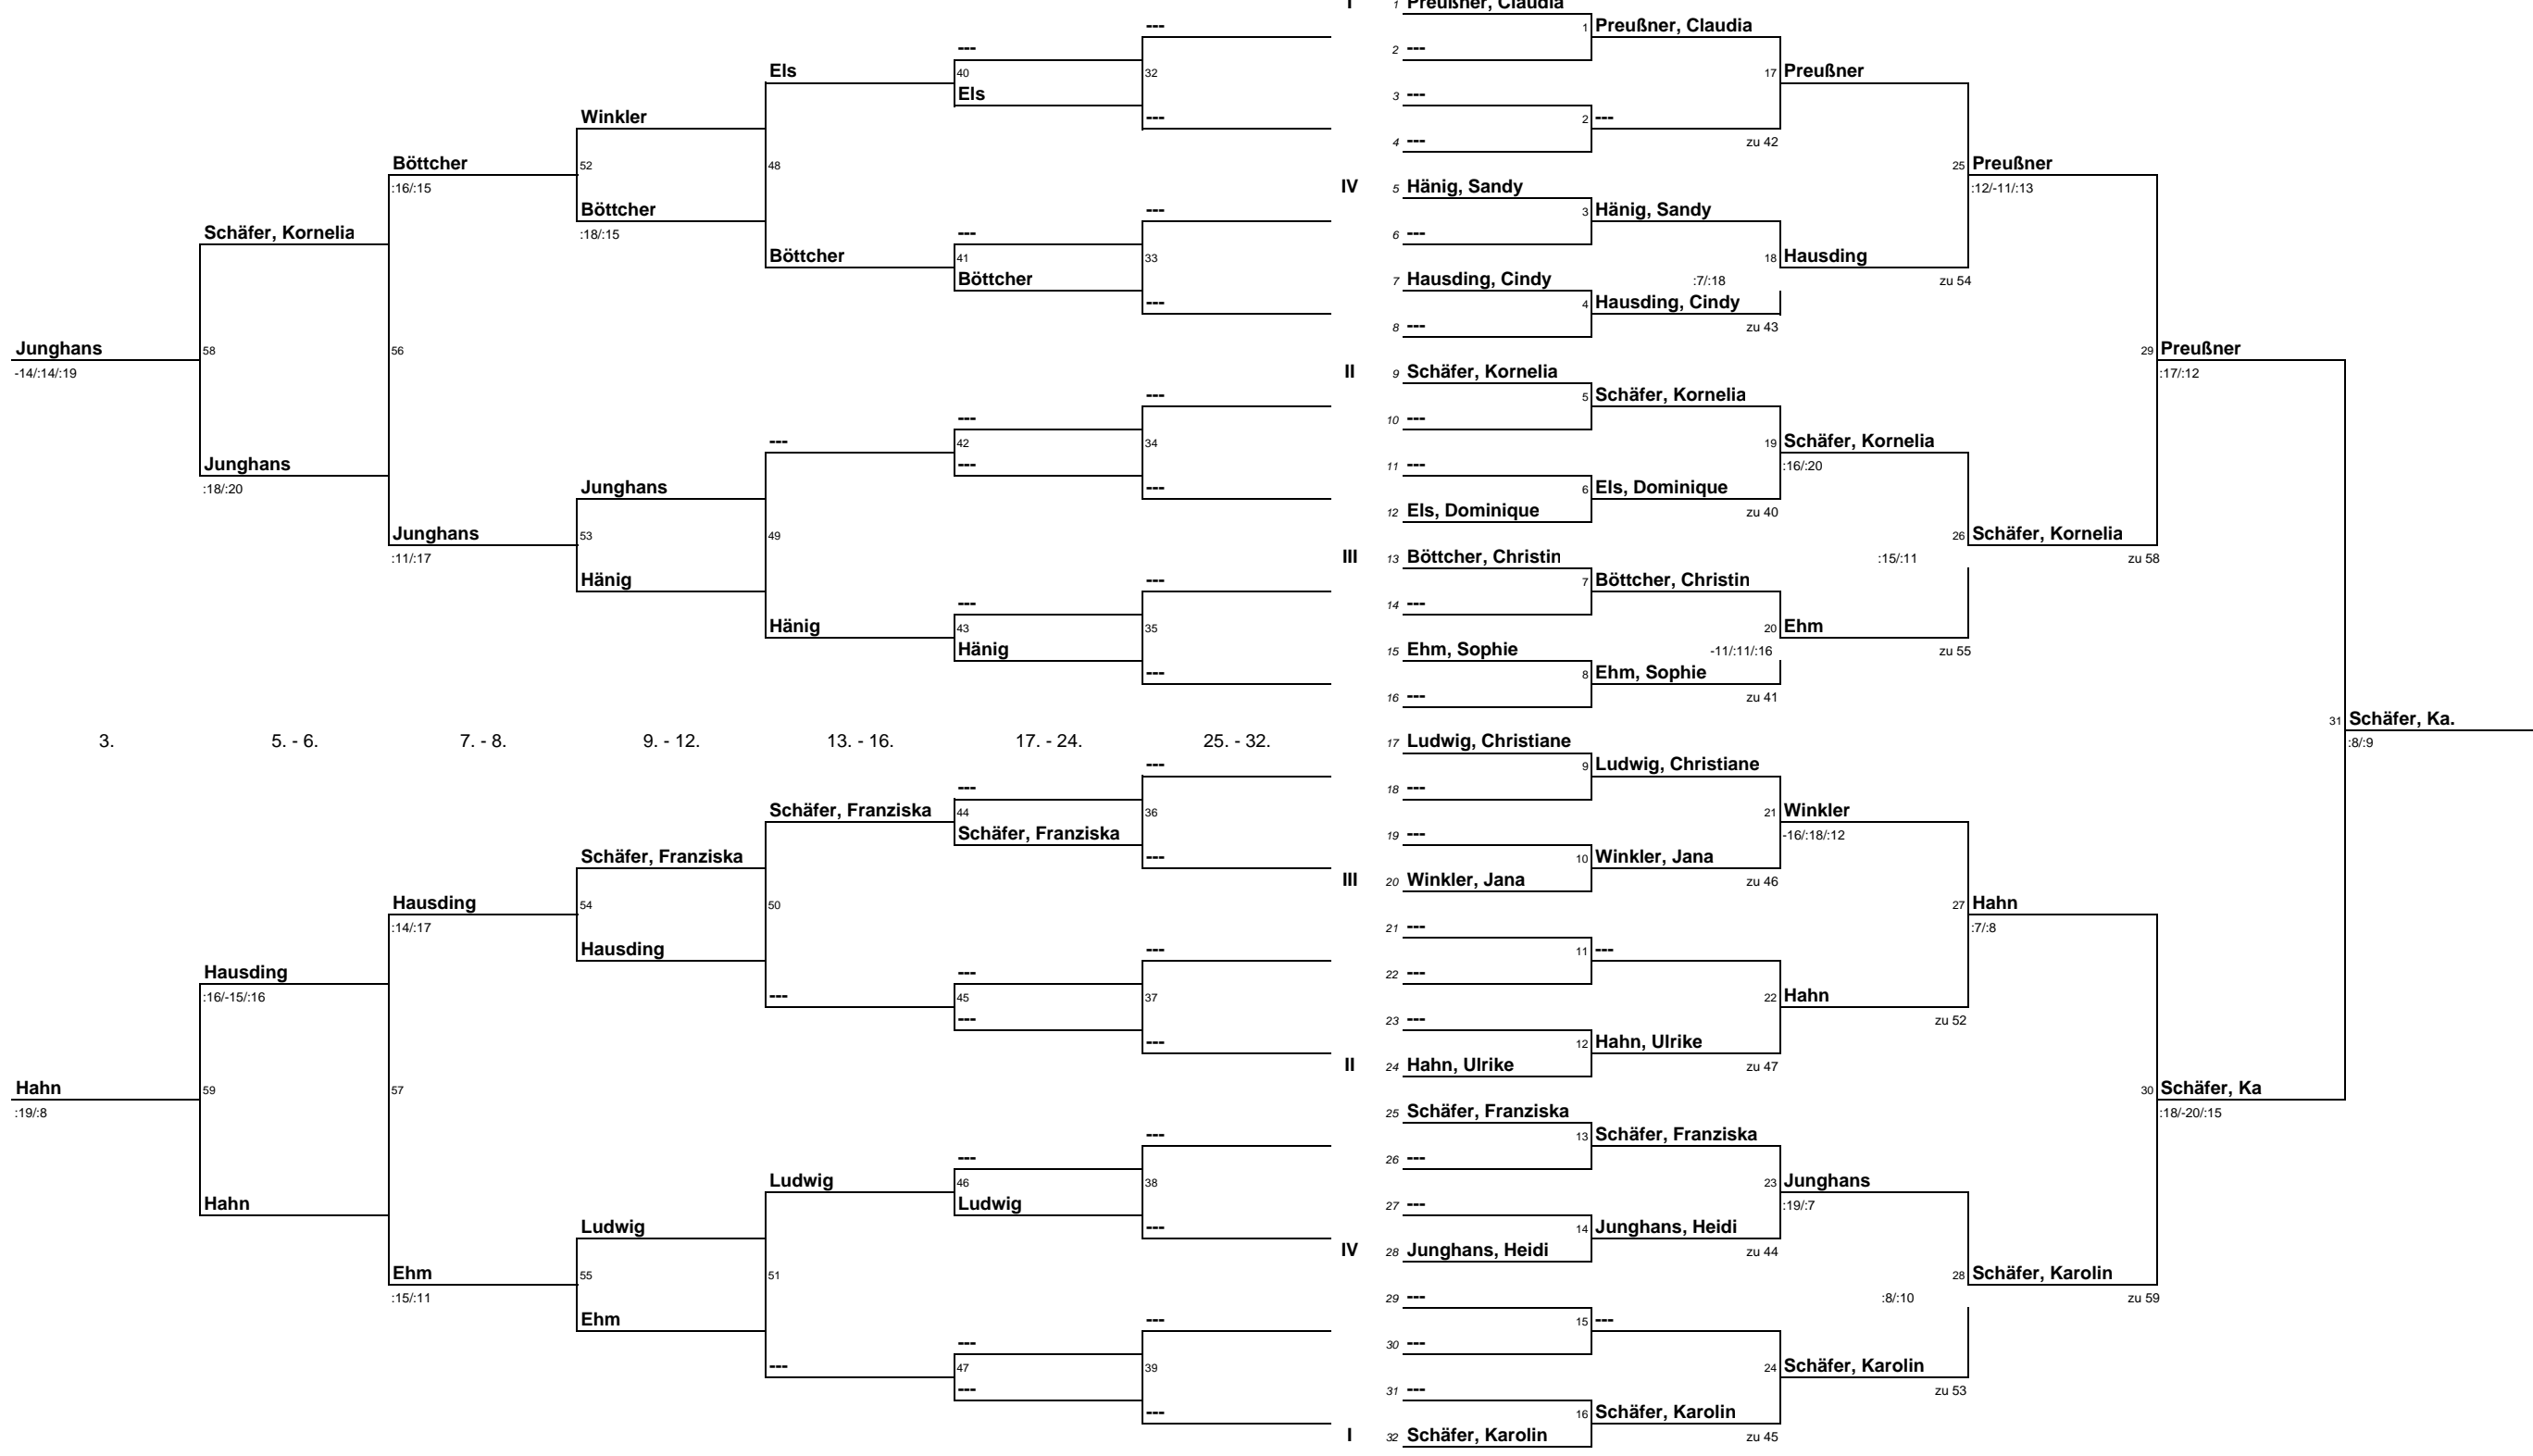 I 1 Preußner, Claudia
--- 1 Preußner, Claudia
--- 2 ---
Els 40 32 17 Preußner
Els 3 ---
Winkler --- 2 ---
4 --- zu 42
Böttcher 52 48 25 Preußner
:16/:15 IV 5 Hänig, Sandy :12/-11/:13
Böttcher --- 3 Hänig, Sandy
Schäfer, Kornelia :18/:15 --- 6 ---
Böttcher 41 33 18 Hausding
Böttcher 7 Hausding, Cindy :7/:18 zu 54
--- 4 Hausding, Cindy
8 --- zu 43
Junghans 58 56 29 Preußner
-14/:14/:19 II 9 Schäfer, Kornelia :17/:12
--- 5 Schäfer, Kornelia
--- 10 ---
--- 42 34 19 Schäfer, Kornelia
Junghans --- 11 --- :16/:20
:18/:20 Junghans --- 6 Els, Dominique
12 Els, Dominique zu 40
Junghans 53 49 26 Schäfer, Kornelia
:11/:17 III 13 Böttcher, Christin :15/:11 zu 58
Hänig --- 7 Böttcher, Christin
--- 14 ---
Hänig 43 35 20 Ehm
Hänig 15 Ehm, Sophie -11/:11/:16 zu 55
--- 8 Ehm, Sophie
16 --- zu 41
31 Schäfer, Ka.
3. 5. - 6. 7. - 8. 9. - 12. 13. - 16. 17. - 24. 25. - 32. 17 Ludwig, Christiane :8/:9
--- 9 Ludwig, Christiane
--- 18 ---
Schäfer, Franziska 44 36 21 Winkler
Schäfer, Franziska 19 --- -16/:18/:12
Schäfer, Franziska --- 10 Winkler, Jana
III 20 Winkler, Jana zu 46
Hausding 54 50 27 Hahn
:14/:17 21 --- :7/:8
Hausding --- 11 ---
Hausding --- 22 ---
:16/-15/:16 --- 45 37 22 Hahn
--- 23 --- zu 52
--- 12 Hahn, Ulrike
II 24 Hahn, Ulrike zu 47
Hahn 59 57 30 Schäfer, Ka
:19/:8 25 Schäfer, Franziska :18/-20/:15
--- 13 Schäfer, Franziska
--- 26 ---
Ludwig 46 38 23 Junghans
Hahn Ludwig 27 --- :19/:7
Ludwig --- 14 Junghans, Heidi
IV 28 Junghans, Heidi zu 44
Ehm 55 51 28 Schäfer, Karolin
:15/:11 29 --- :8/:10 zu 59
Ehm --- 15 ---
--- 30 ---
--- 47 39 24 Schäfer, Karolin
--- 31 --- zu 53
--- 16 Schäfer, Karolin
I 32 Schäfer, Karolin zu 45